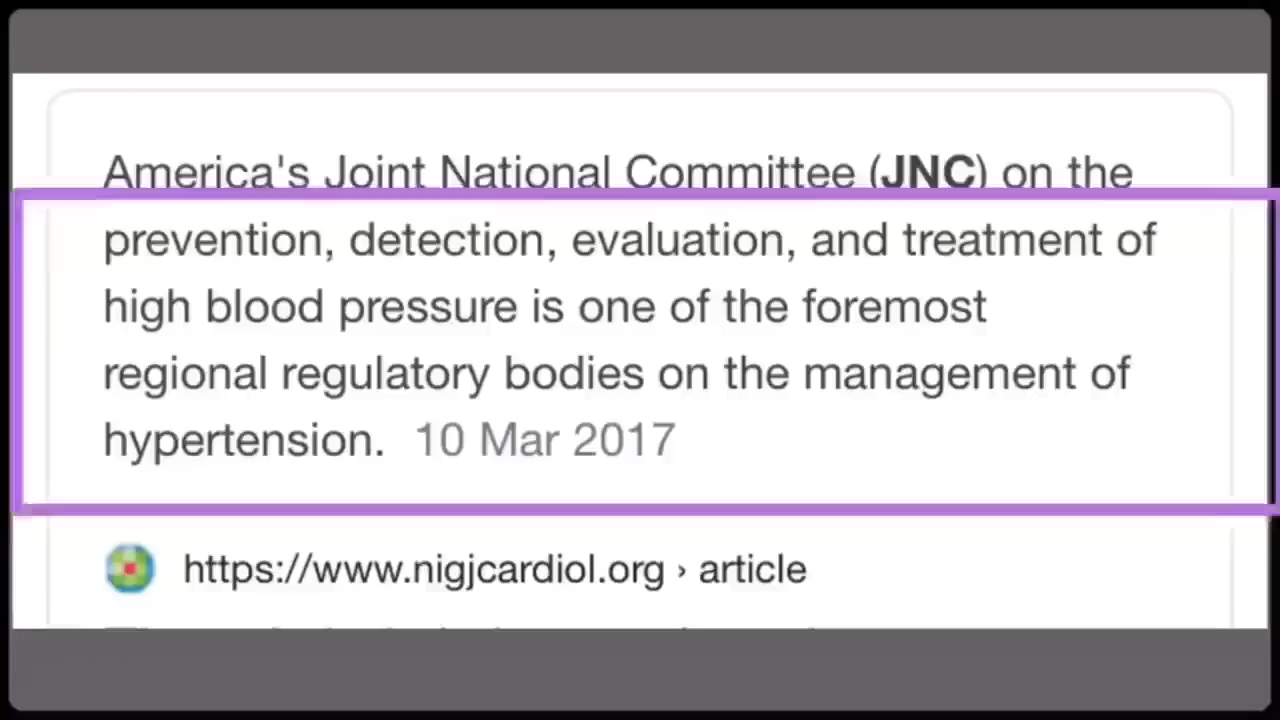 America's Joint National Committee (JNC) on the
prevention, detection, evaluation, and treatment of
high blood pressure is one of the foremost
regional regulatory bodies on the management of
hypertension. 10 Mar 2017
https://www.nigjcardiol.org › article